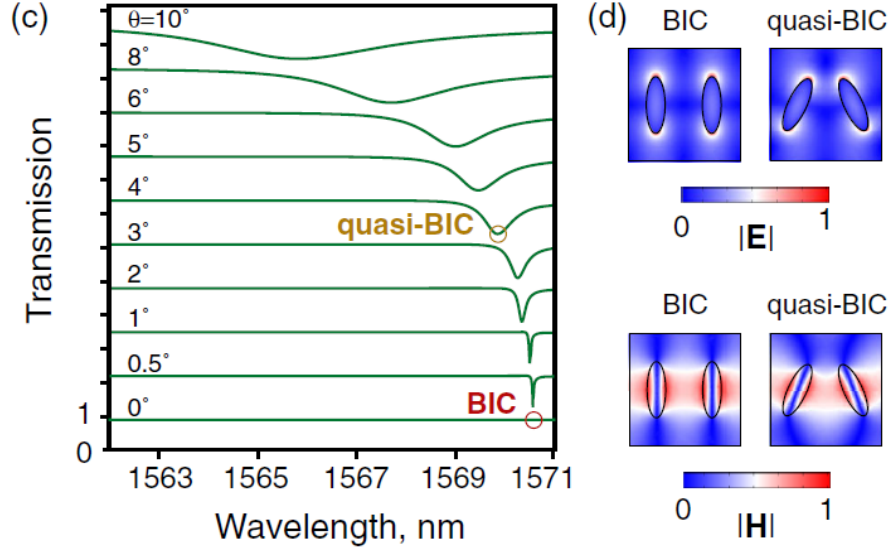 (c)
θ=10°
8°
6°
5°
4°
quasi-BIC
3°
2°
1°
0.5°
BIC
0°
1
0
Transmission
1563 1565 1567 1569 1571
Wavelength, nm
(d)
BIC quasi-BIC
0 1
|E|
BIC quasi-BIC
0 1
|H|